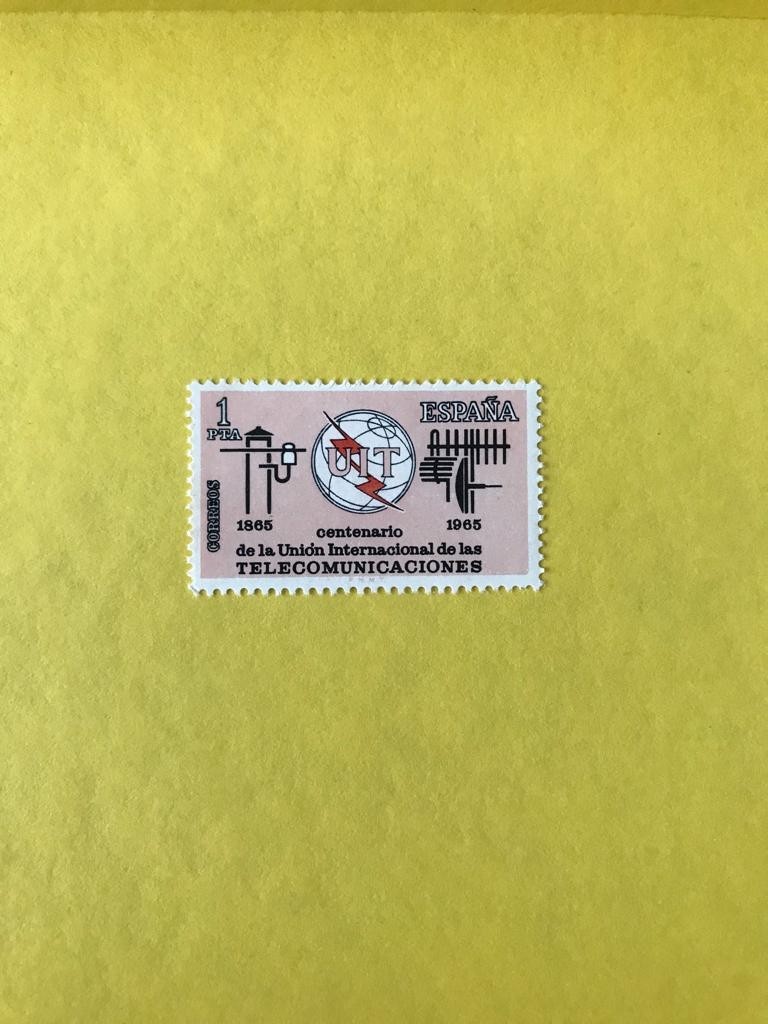 1
PTA
ESPAÑA
CORREOS
UIT
1865
1965
centenario
de la Unión Internacional de las
TELECOMUNICACIONES
F.N.M.T.